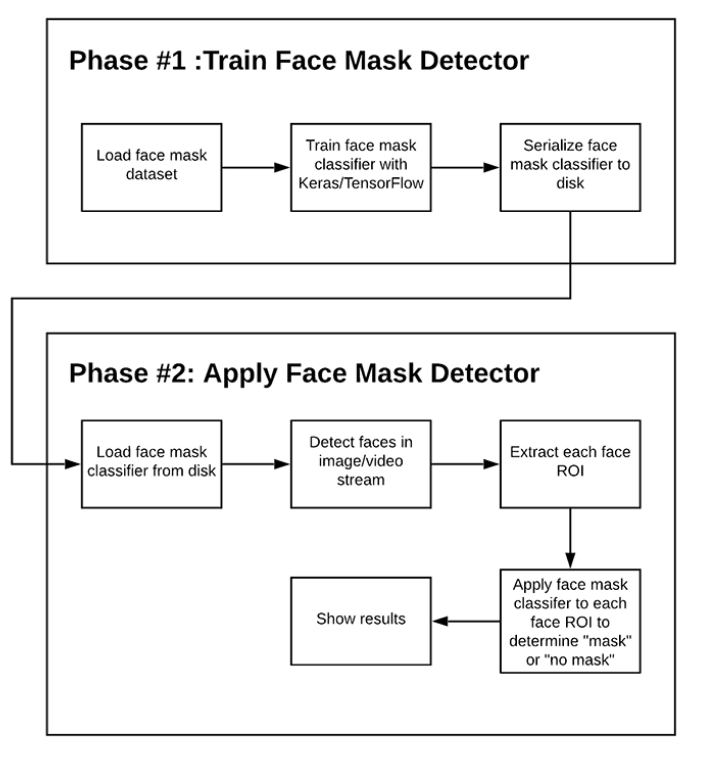 Phase #1 :Train Face Mask Detector
Load face mask
dataset
Train face mask
classifier with
Keras/TensorFlow
Serialize face
mask classifier to
disk
Phase #2: Apply Face Mask Detector
Load face mask
classifier from disk
Detect faces in
image/video
stream
Extract each face
ROI
Apply face mask
classifer to each
face ROI to
determine "mask"
or "no mask"
Show results